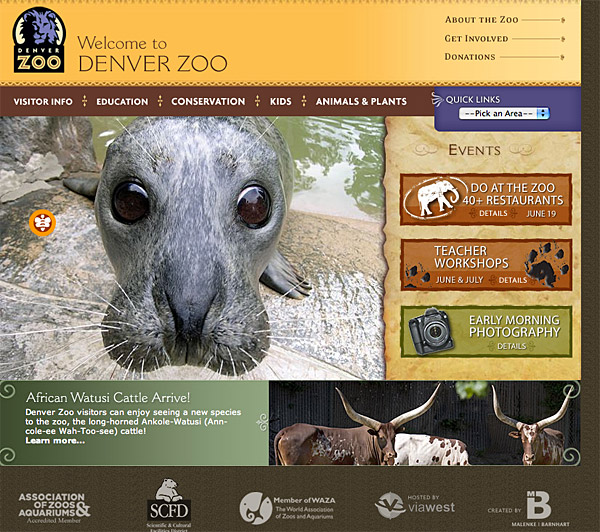 DENVER
ZOO
Welcome to
DENVER ZOO
About the Zoo
Get Involved
Donations
VISITOR INFO
EDUCATION
CONSERVATION
KIDS
ANIMALS & PLANTS
QUICK LINKS
--Pick an Area--
EVENTS
DO AT THE ZOO
40+ RESTAURANTS
DETAILS JUNE 19
TEACHER
WORKSHOPS
JUNE & JULY DETAILS
EARLY MORNING
PHOTOGRAPHY
DETAILS
African Watusi Cattle Arrive!
Denver Zoo visitors can enjoy seeing a new species
to the zoo, the long-horned Ankole-Watusi (Ann-
cole-ee Wah-Too-see) cattle!
Learn more...
ASSOCIATION
OF ZOOS &
AQUARIUMS
Accredited Member
SCFD
Scientific & Cultural
Facilities District
Member of WAZA
The World Association
of Zoos and Aquariums
HOSTED BY
viawest
CREATED BY
MB
MALENKE | BARNHART